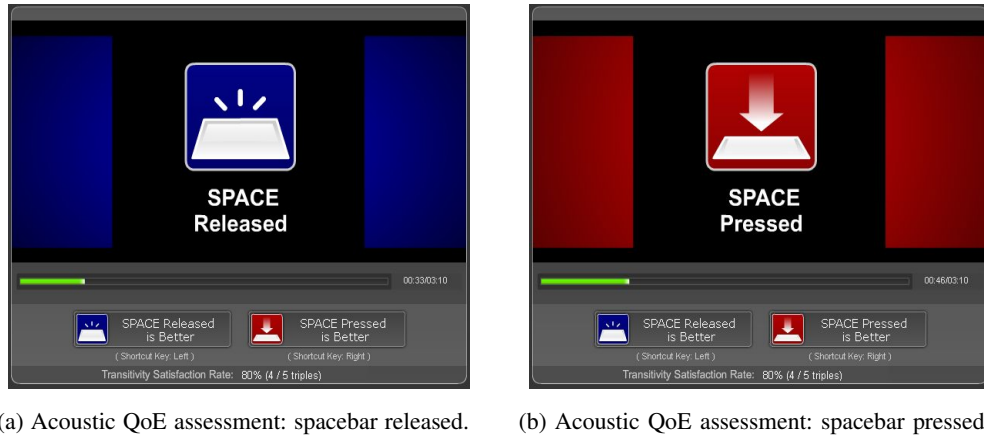 SPACE
Released
00:33/03:10
SPACE Released
is Better
SPACE Pressed
is Better
( Shortcut Key: Left )
( Shortcut Key: Right )
Transitivity Satisfaction Rate: 80% (4 / 5 triples)
(a) Acoustic QoE assessment: spacebar released.
SPACE
Pressed
00:46/03:10
SPACE Released
is Better
SPACE Pressed
is Better
( Shortcut Key: Left )
( Shortcut Key: Right )
Transitivity Satisfaction Rate: 80% (4 / 5 triples)
(b) Acoustic QoE assessment: spacebar pressed